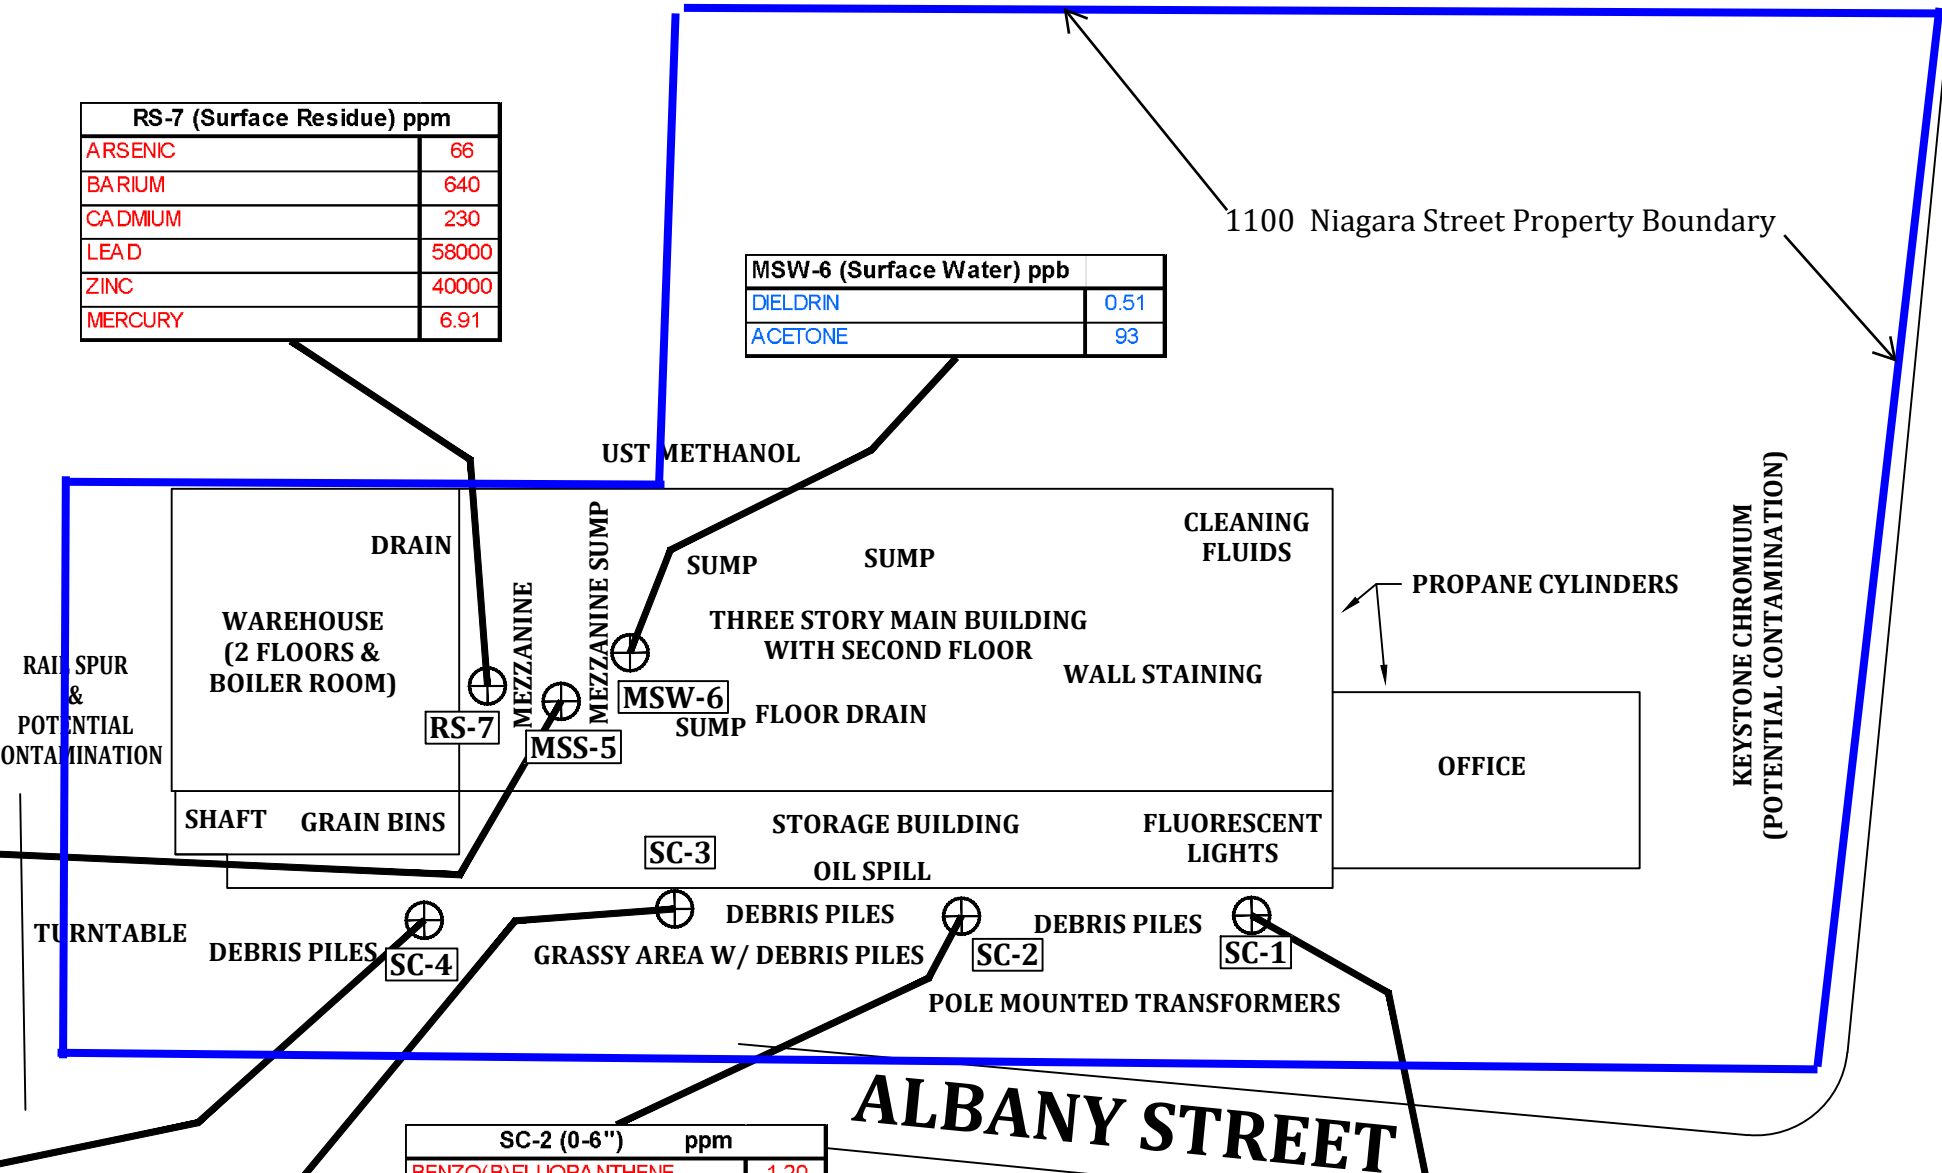 RS-7 (Surface Residue) ppm
ARSENIC 66
BARIUM 640
CADMIUM 230
LEAD 58000
ZINC 40000
MERCURY 6.91
1100 Niagara Street Property Boundary
MSW-6 (Surface Water) ppb
DIELDRIN 0.51
ACETONE 93
UST METHANOL
DRAIN
MEZZANINE
MEZZANINE SUMP
SUMP
SUMP
CLEANING
FLUIDS
PROPANE CYLINDERS
WAREHOUSE
(2 FLOORS &
BOILER ROOM)
THREE STORY MAIN BUILDING
WITH SECOND FLOOR
WALL STAINING
RAIL SPUR
&
POTENTIAL
ONTAMINATION
RS-7
MSS-5
MSW-6
SUMP
FLOOR DRAIN
OFFICE
KEYSTONE CHROMIUM
(POTENTIAL CONTAMINATION)
SHAFT
GRAIN BINS
STORAGE BUILDING
FLUORESCENT
LIGHTS
SC-3
OIL SPILL
TURNTABLE
DEBRIS PILES
SC-4
DEBRIS PILES
GRASSY AREA W/ DEBRIS PILES
SC-2
DEBRIS PILES
SC-1
POLE MOUNTED TRANSFORMERS
ALBANY STREET
SC-2 (0-6") ppm
BENZO(B)FLUORANTHENE 1.20